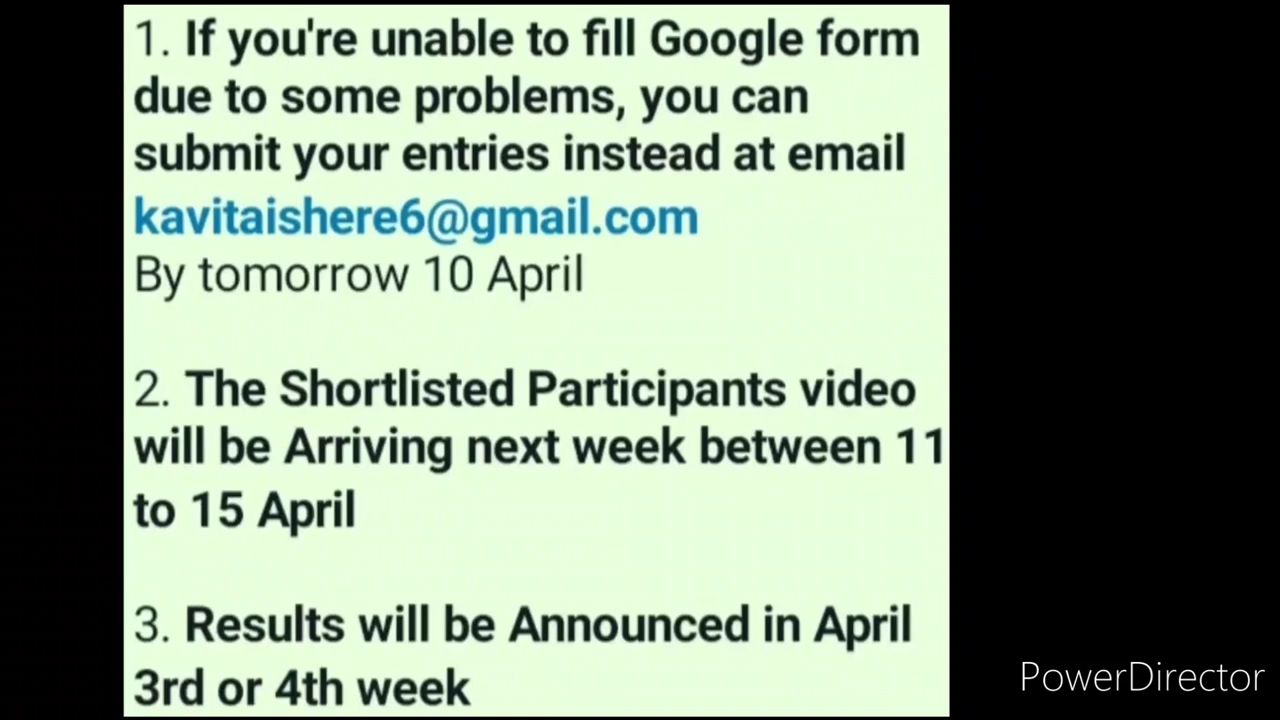 1. If you're unable to fill Google form
due to some problems, you can
submit your entries instead at email
kavitaishere6@gmail.com
By tomorrow 10 April
2. The Shortlisted Participants video
will be Arriving next week between 11
to 15 April
3. Results will be Announced in April
3rd or 4th week
PowerDirector